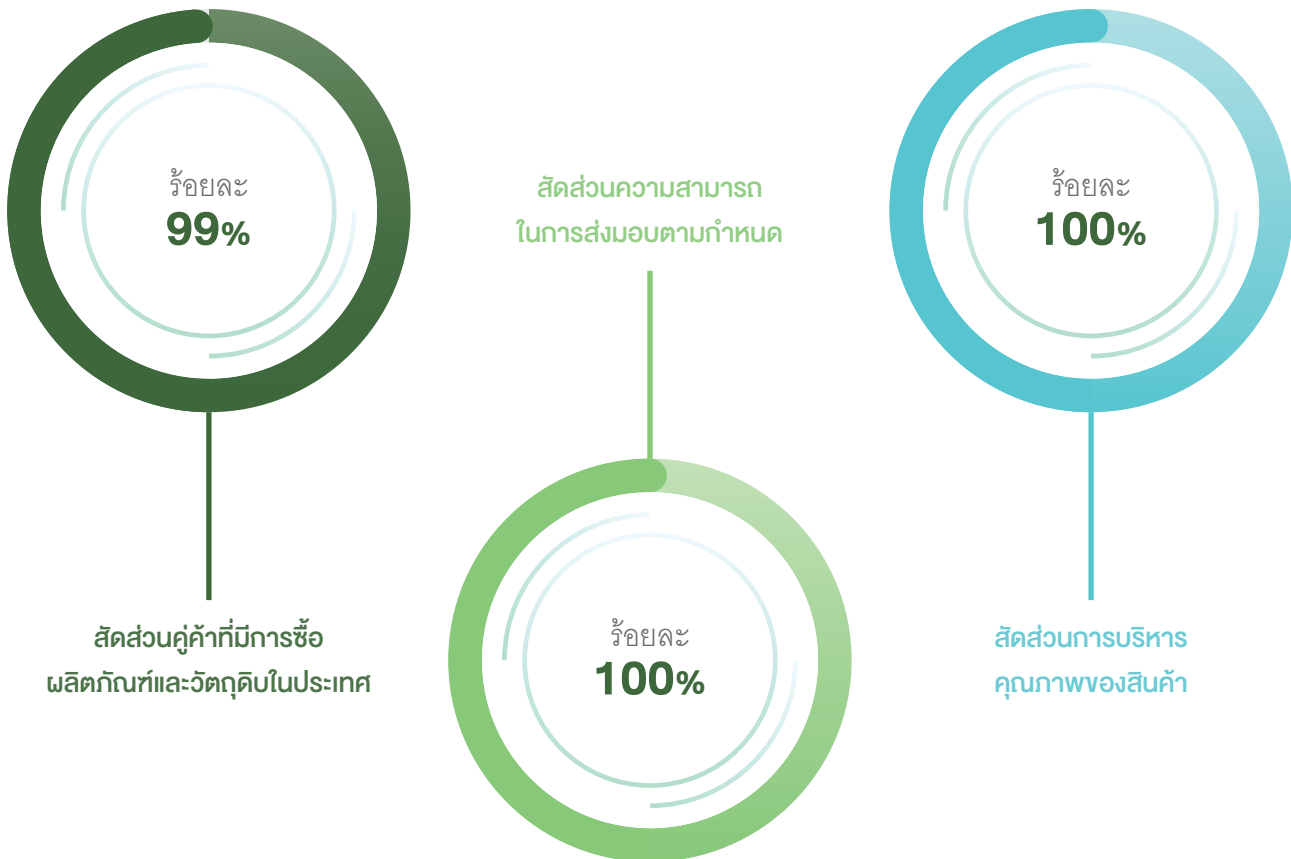 ร้อยละ
99%
สัดส่วนคู่ค้าที่มีการซื้อ
ผลิตภัณฑ์และวัตถุดิบในประเทศ
สัดส่วนความสามารถ
ในการส่งมอบตามกำหนด
ร้อยละ
100%
ร้อยละ
100%
สัดส่วนการบริหาร
คุณภาพของสินค้า